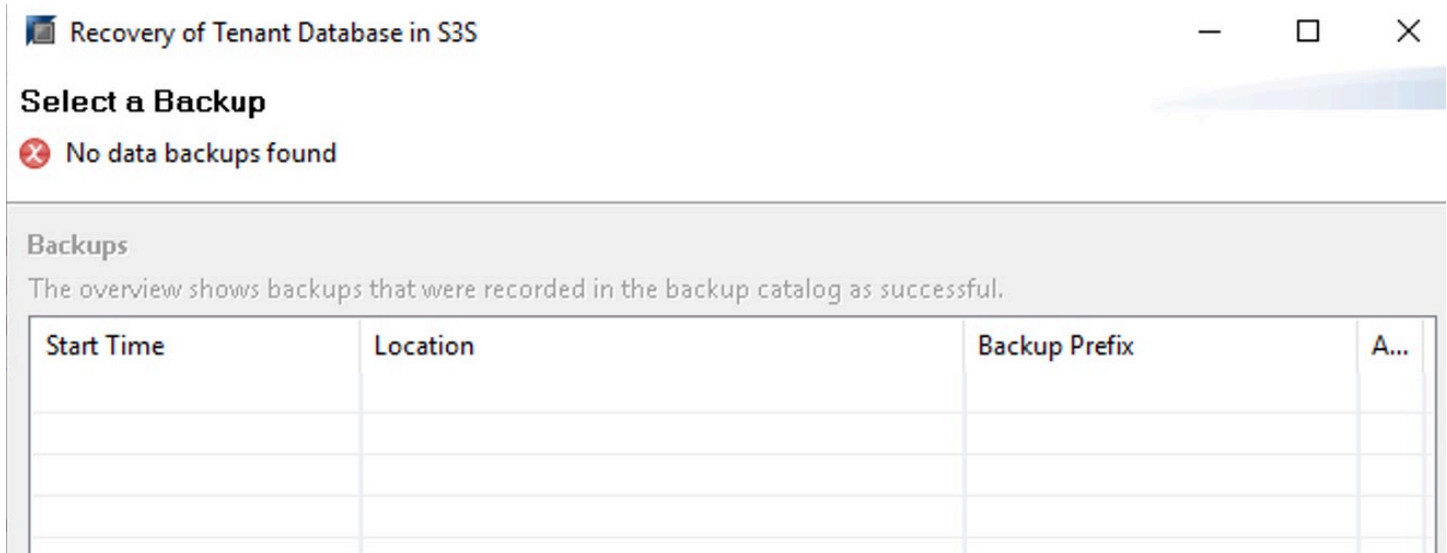 Recovery of Tenant Database in S3S
Select a Backup
No data backups found
Backups
The overview shows backups that were recorded in the backup catalog as successful.
Start Time Location Backup Prefix A...